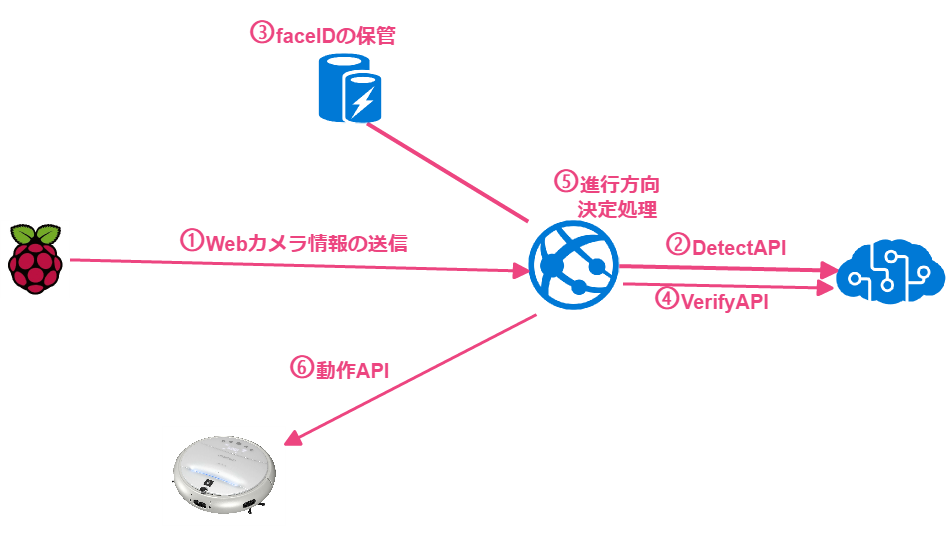 ③faceIDの保管
⑤進行方向
決定処理
①Webカメラ情報の送信
②DetectAPI
④VerifyAPI
⑥動作API